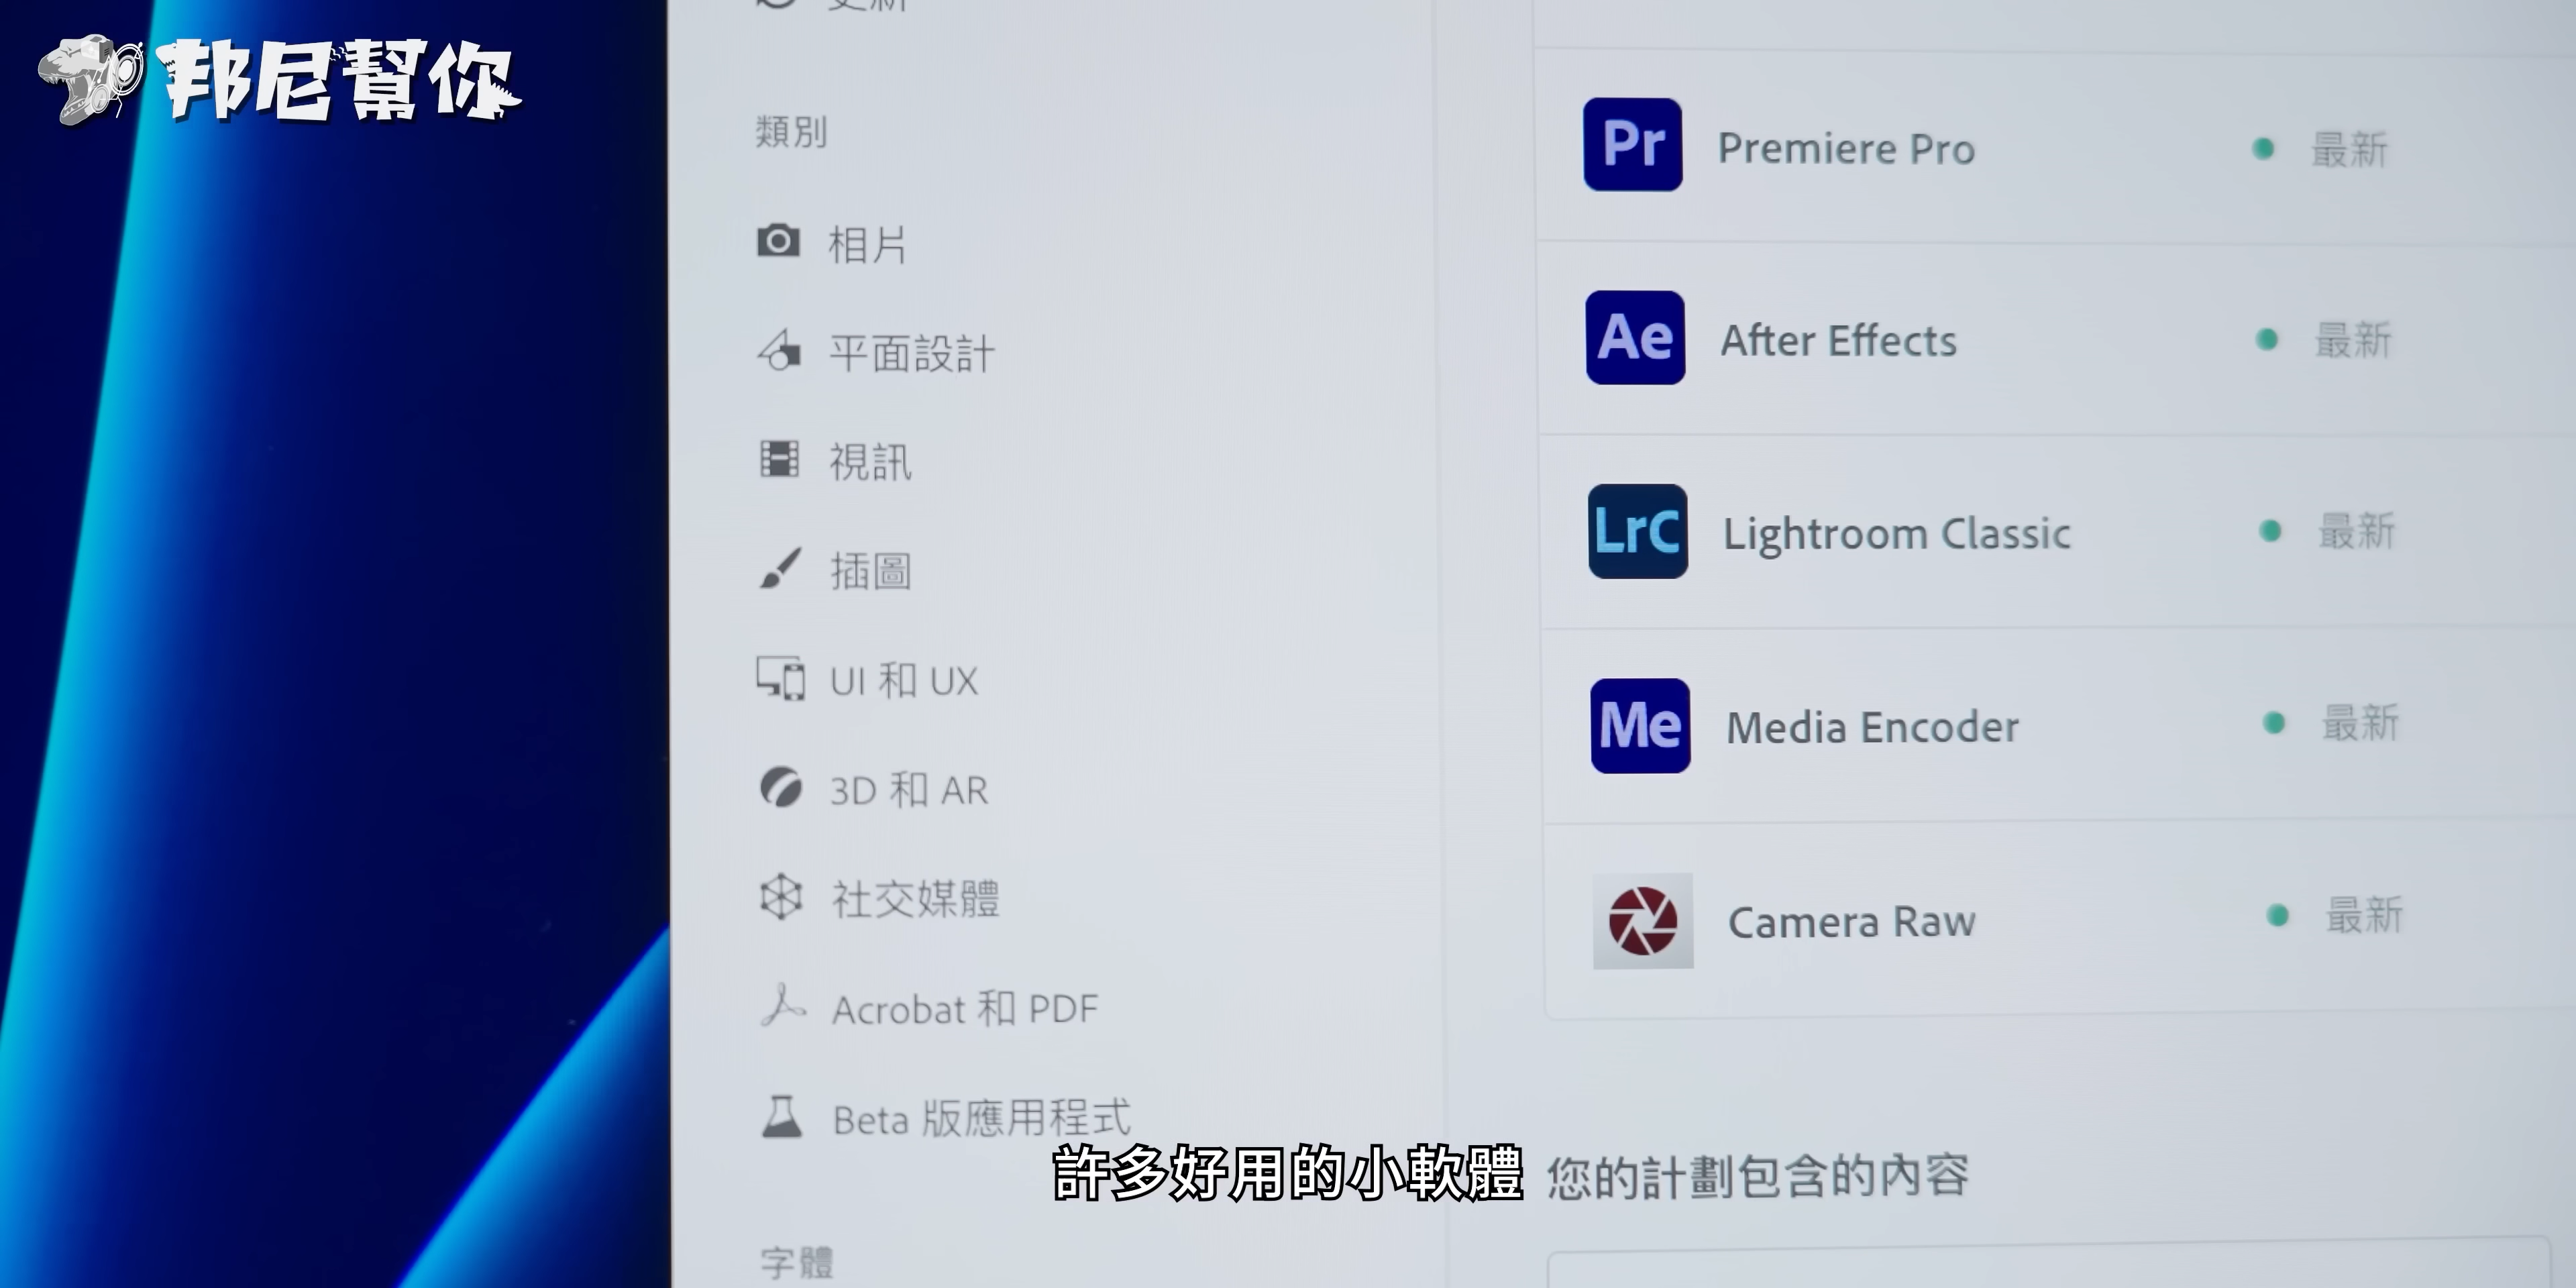 邦尼幫你
更新
類別
相片
平面設計
視訊
插圖
UI 和 UX
3D 和 AR
社交媒體
Acrobat 和 PDF
Beta 版應用程式
字體
Pr Premiere Pro 最新
Ae After Effects 最新
LrC Lightroom Classic 最新
Me Media Encoder 最新
Camera Raw 最新
您的計劃包含的內容
許多好用的小軟體